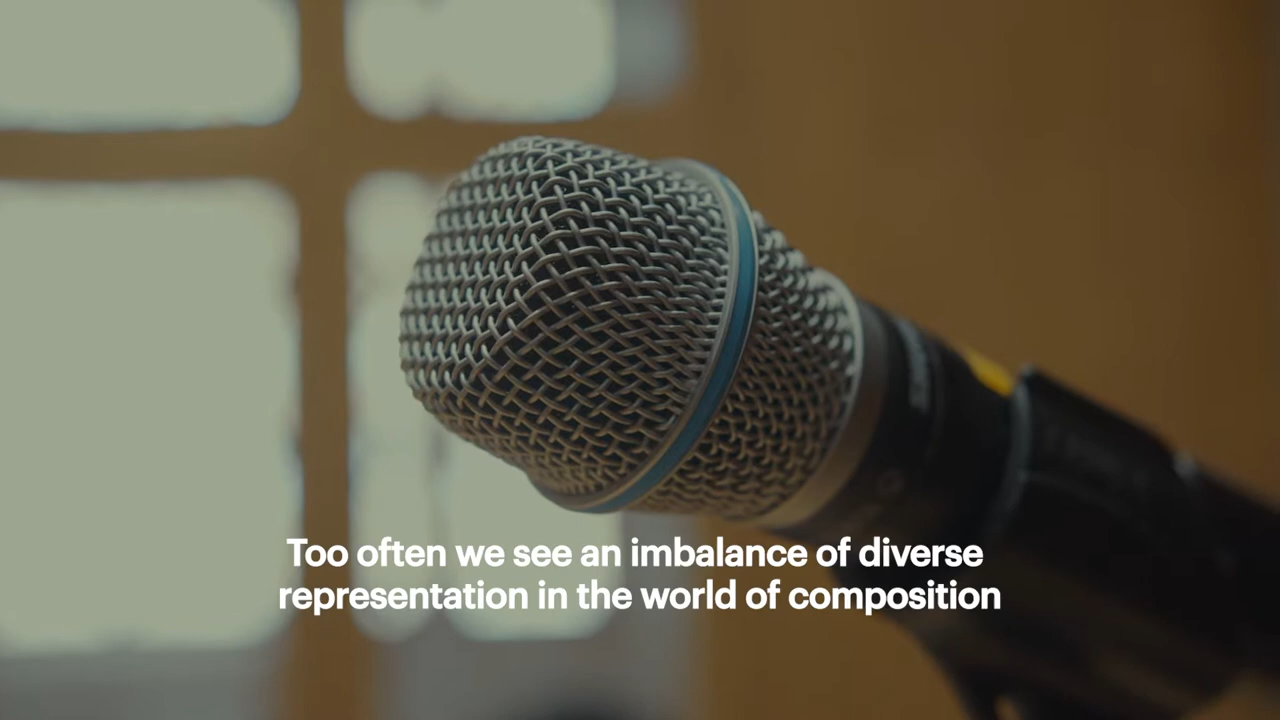 Too often we see an imbalance of diverse
representation in the world of composition